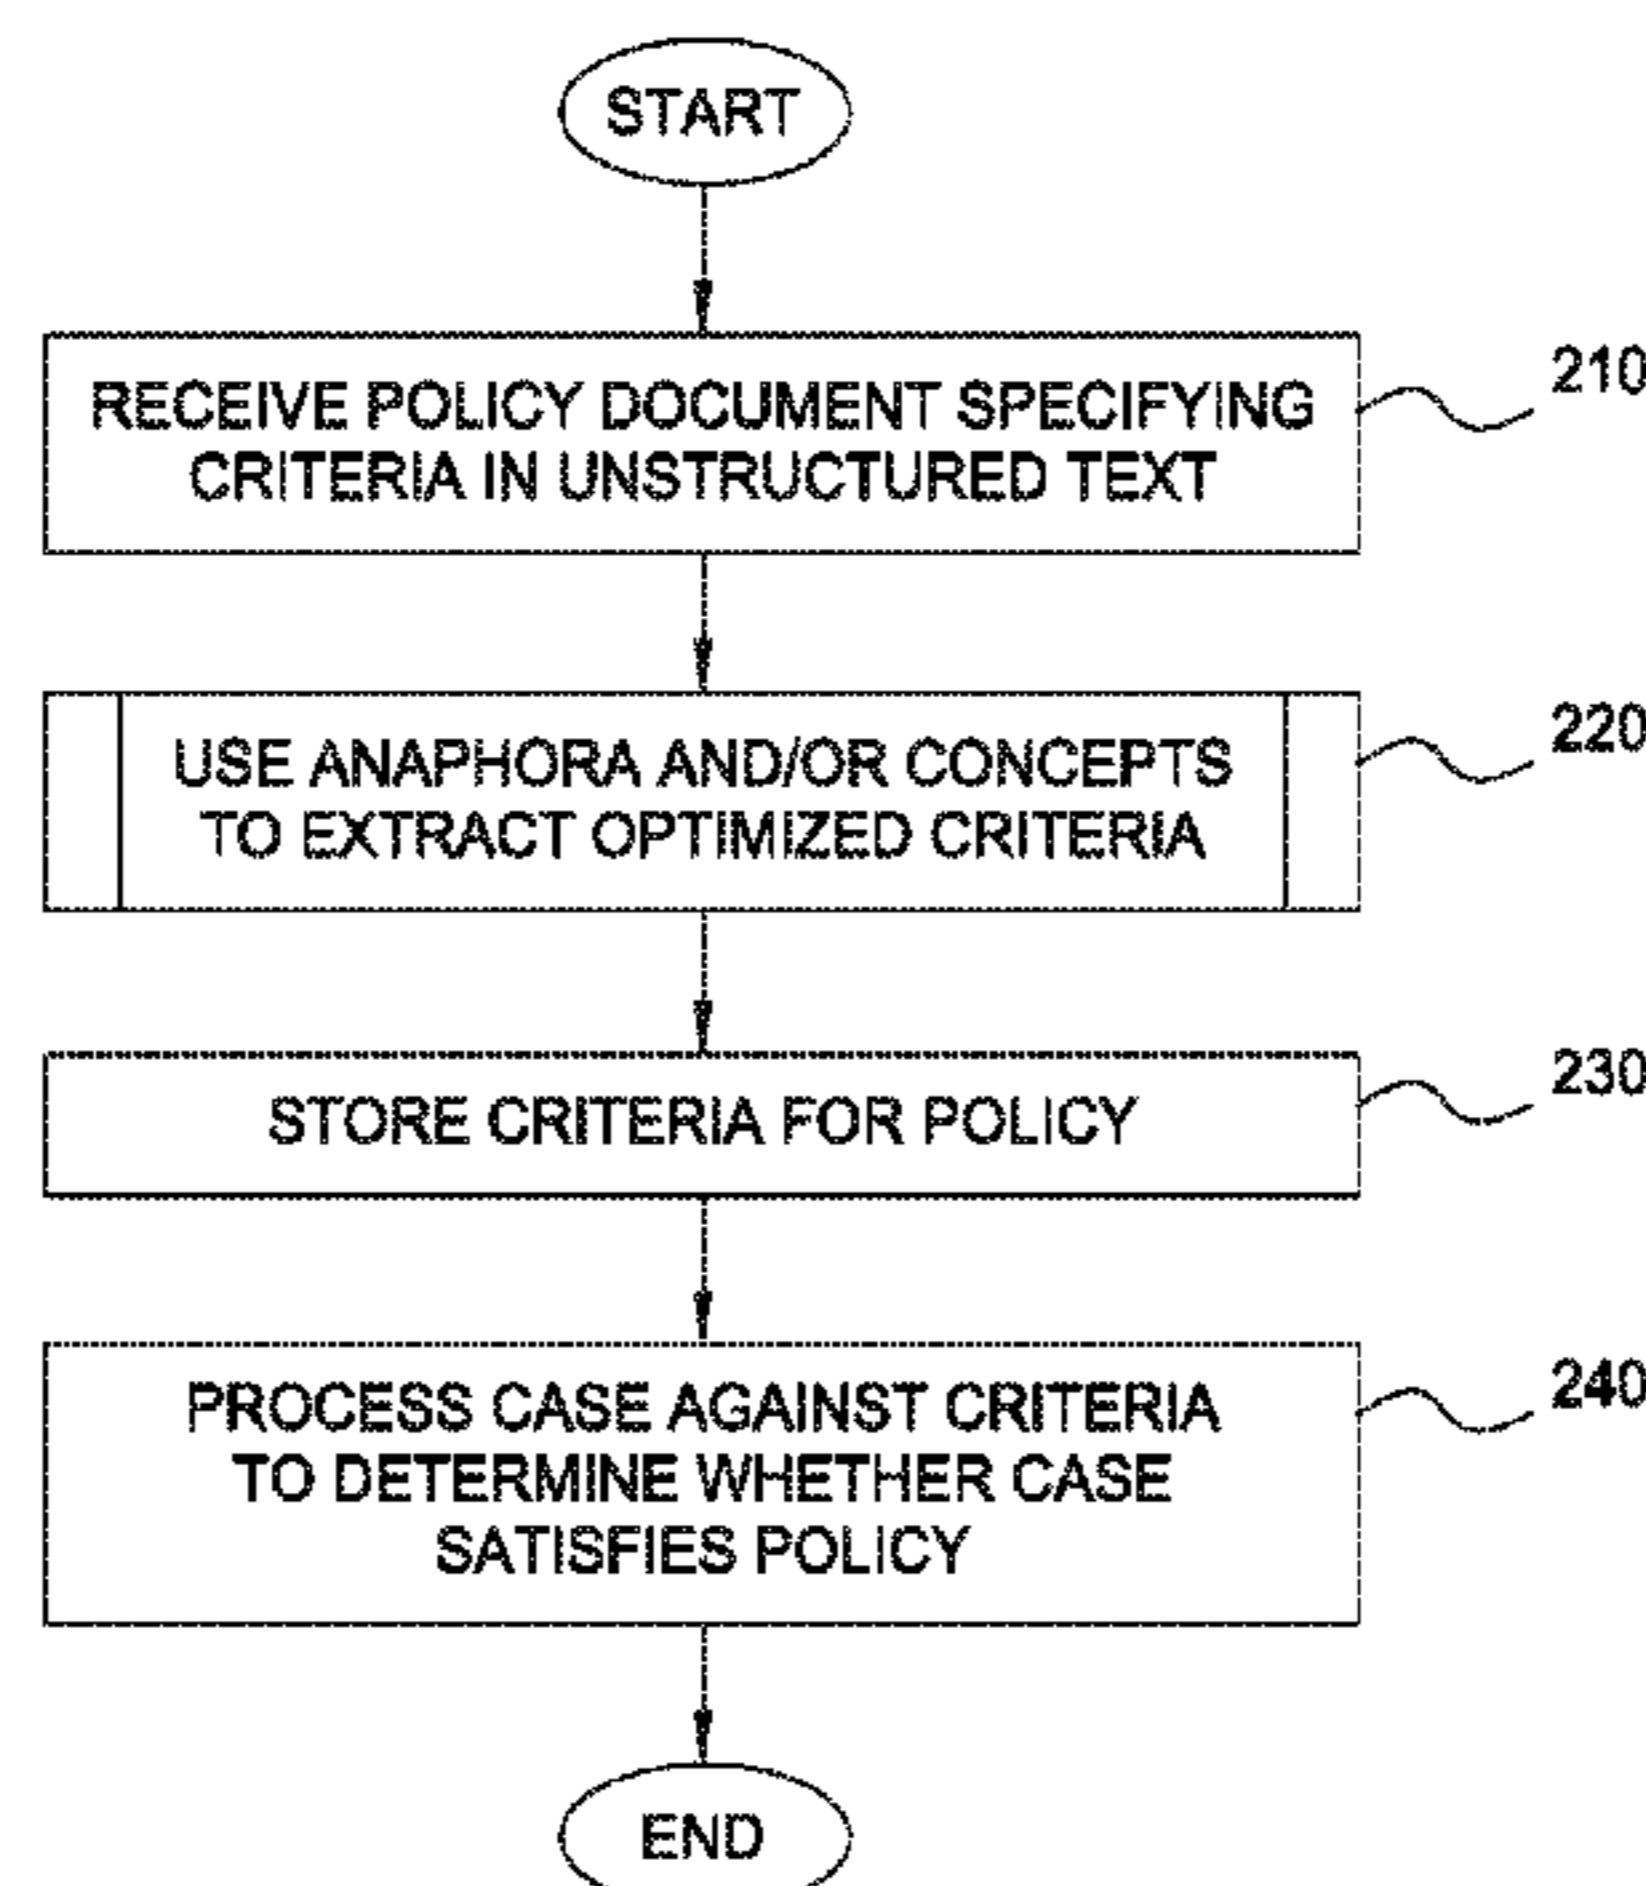 START
RECEIVE POLICY DOCUMENT SPECIFYING
CRITERIA IN UNSTRUCTURED TEXT
210
USE ANAPHORA AND/OR CONCEPTS
TO EXTRACT OPTIMIZED CRITERIA
220
STORE CRITERIA FOR POLICY
230
PROCESS CASE AGAINST CRITERIA
TO DETERMINE WHETHER CASE
SATISFIES POLICY
240
END